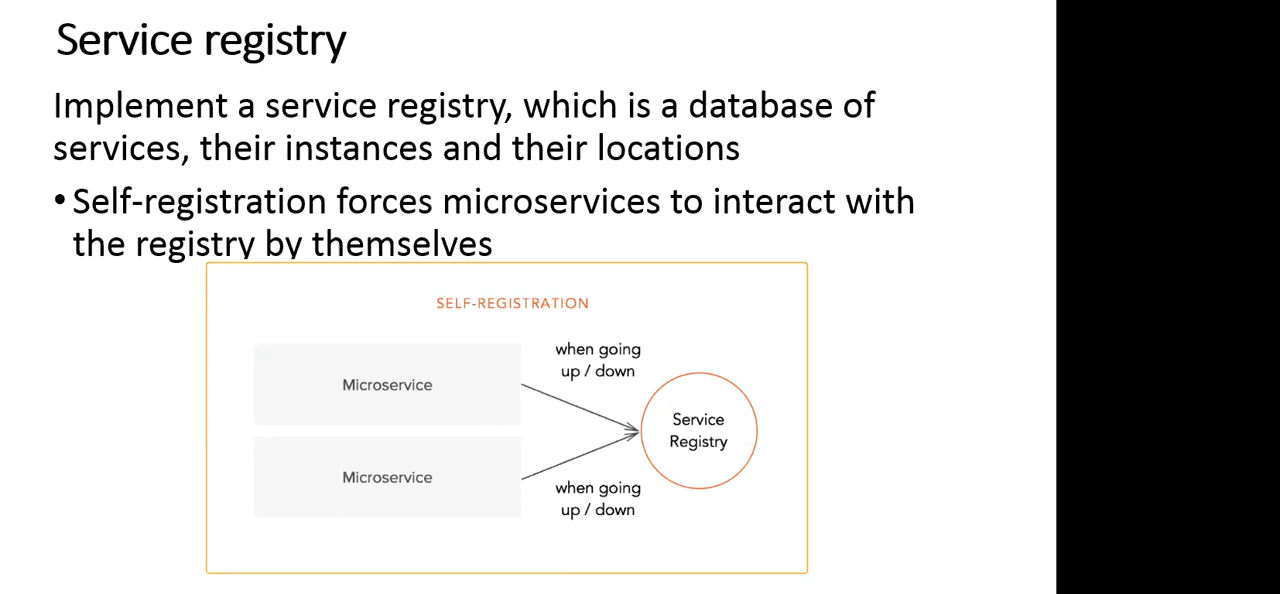 Service registry
Implement a service registry, which is a database of
services, their instances and their locations
• Self-registration forces microservices to interact with
the registry by themselves
SELF-REGISTRATION
when going
up / down
Microservice
Service
Registry
Microservice
when going
up / down